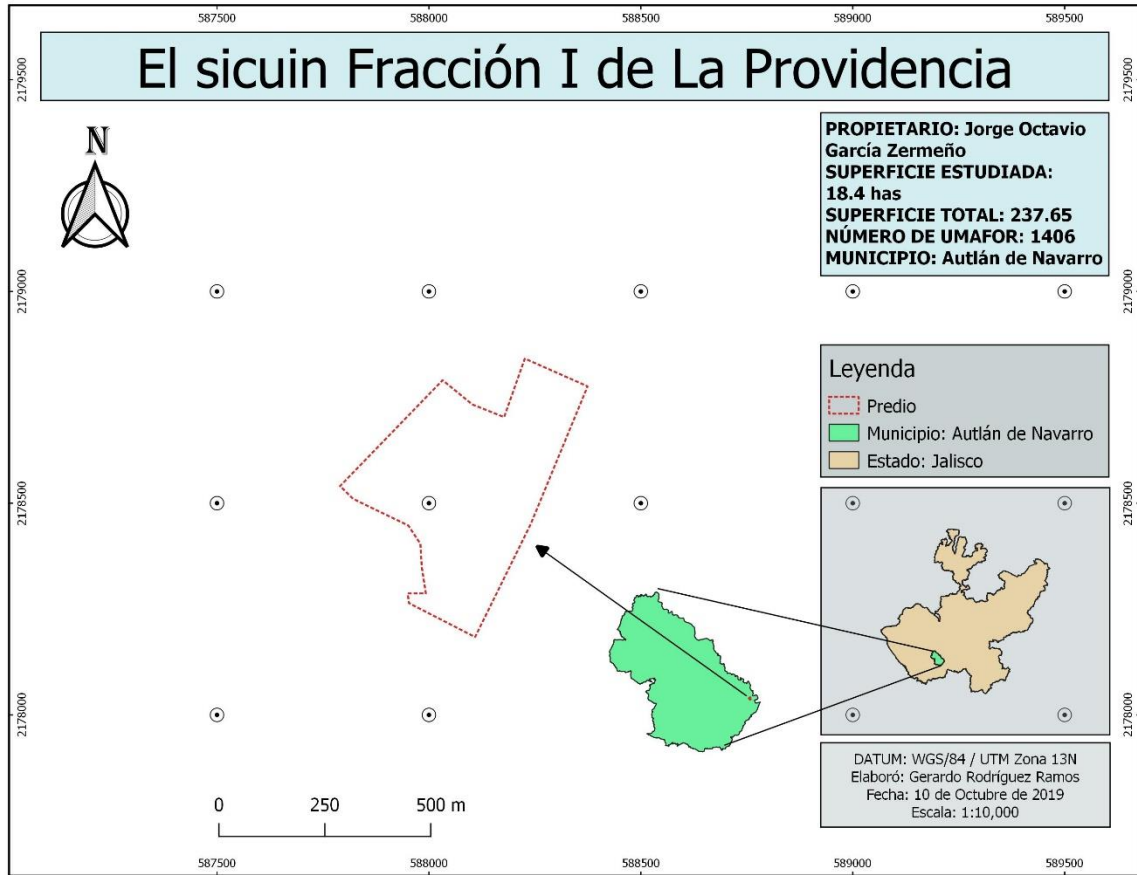 587500 588000 588500 589000 589500
El sicuin Fracción I de La Providencia
2179500 2179500
N
PROPIETARIO: Jorge Octavio
García Zermeño
SUPERFICIE ESTUDIADA:
18.4 has
SUPERFICIE TOTAL: 237.65
NÚMERO DE UMAFOR: 1406
MUNICIPIO: Autlán de Navarro
2179000 2179000
Leyenda
Predio
Municipio: Autlán de Navarro
Estado: Jalisco
2178500 2178500
2178000 2178000
DATUM: WGS/84 / UTM Zona 13N
Elaboró: Gerardo Rodríguez Ramos
Fecha: 10 de Octubre de 2019
Escala: 1:10,000
0 250 500 m
587500 588000 588500 589000 589500